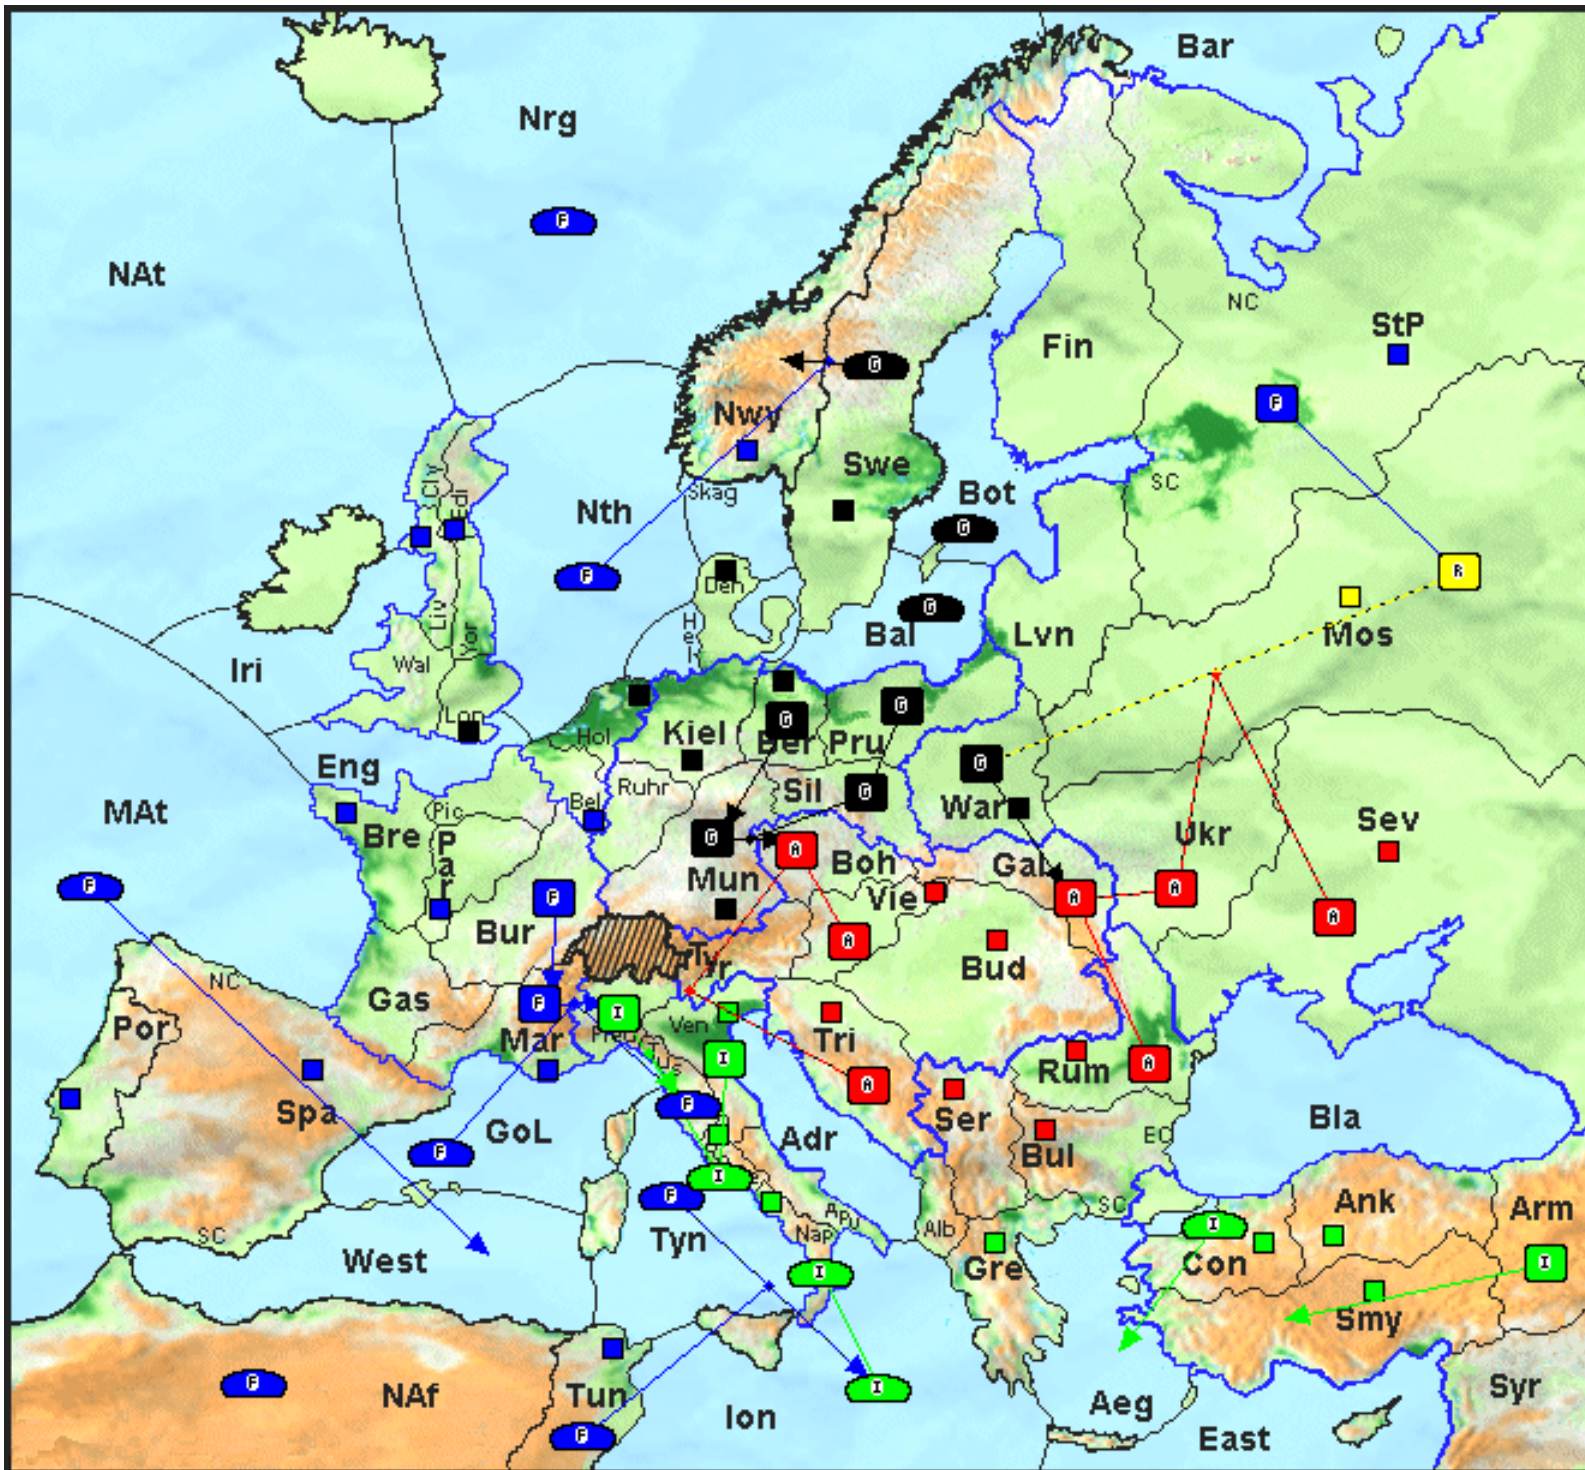 Bar
Nrg
NAt
NC
StP
Fin
Nwy
Swe
Skag
SC
Bot
Nth
Cly
Edi
Den
Hel
Bal
Lvn
Mos
Liv
Yor
Wal
Iri
Lon
Hol
Kiel
Ber
Pru
Eng
Ruhr
Sil
War
MAt
Pic
Bel
Bre
Par
Ukr
Sev
Boh
Gal
Mun
Vie
Bur
Tyr
Bud
NC
Gas
Por
Mar
Pied
Ven
Tus
Tri
Rum
Spa
GoL
Adr
Ser
Bla
Bul
EC
SC
Ank
Arm
SC
West
Tyn
Apu
Nap
Alb
Gre
Con
Smy
NAf
Tun
Ion
Aeg
East
Syr
F
G
F
G
R
F
G
G
G
G
G
G
A
F
F
A
A
A
A
F
I
I
A
A
F
F
F
I
I
I
I
I
F
F